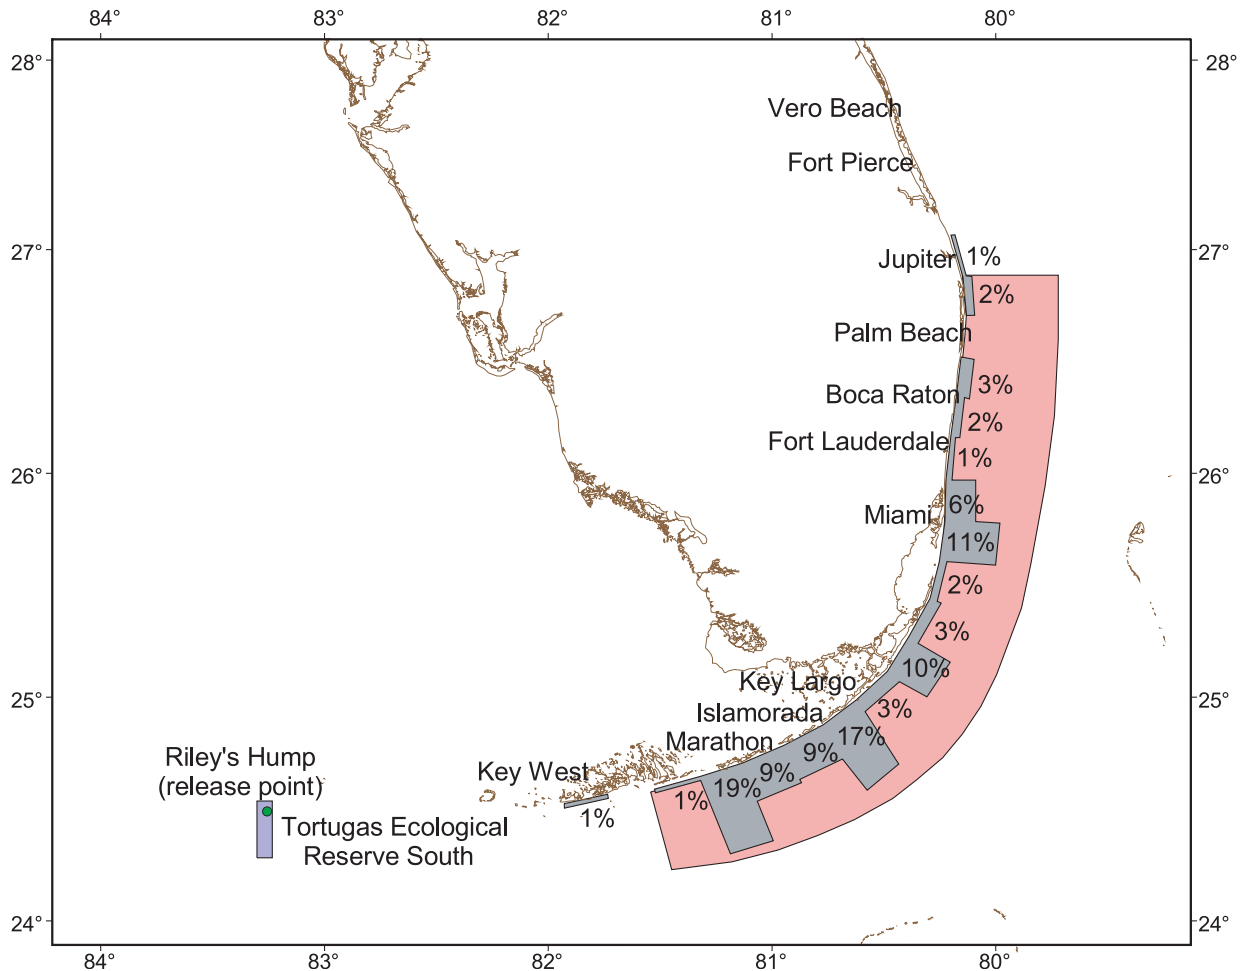 84°
83°
82°
81°
80°
28°
28°
Vero Beach
Fort Pierce
27°
27°
Jupiter
1%
2%
Palm Beach
Boca Raton
3%
2%
Fort Lauderdale
1%
26°
26°
6%
Miami
11%
2%
3%
10%
Key Largo
25°
25°
3%
Islamorada
17%
Marathon
9%
9%
Riley's Hump
(release point)
Key West
19%
1%
1%
Tortugas Ecological
Reserve South
24°
24°
84°
83°
82°
81°
80°